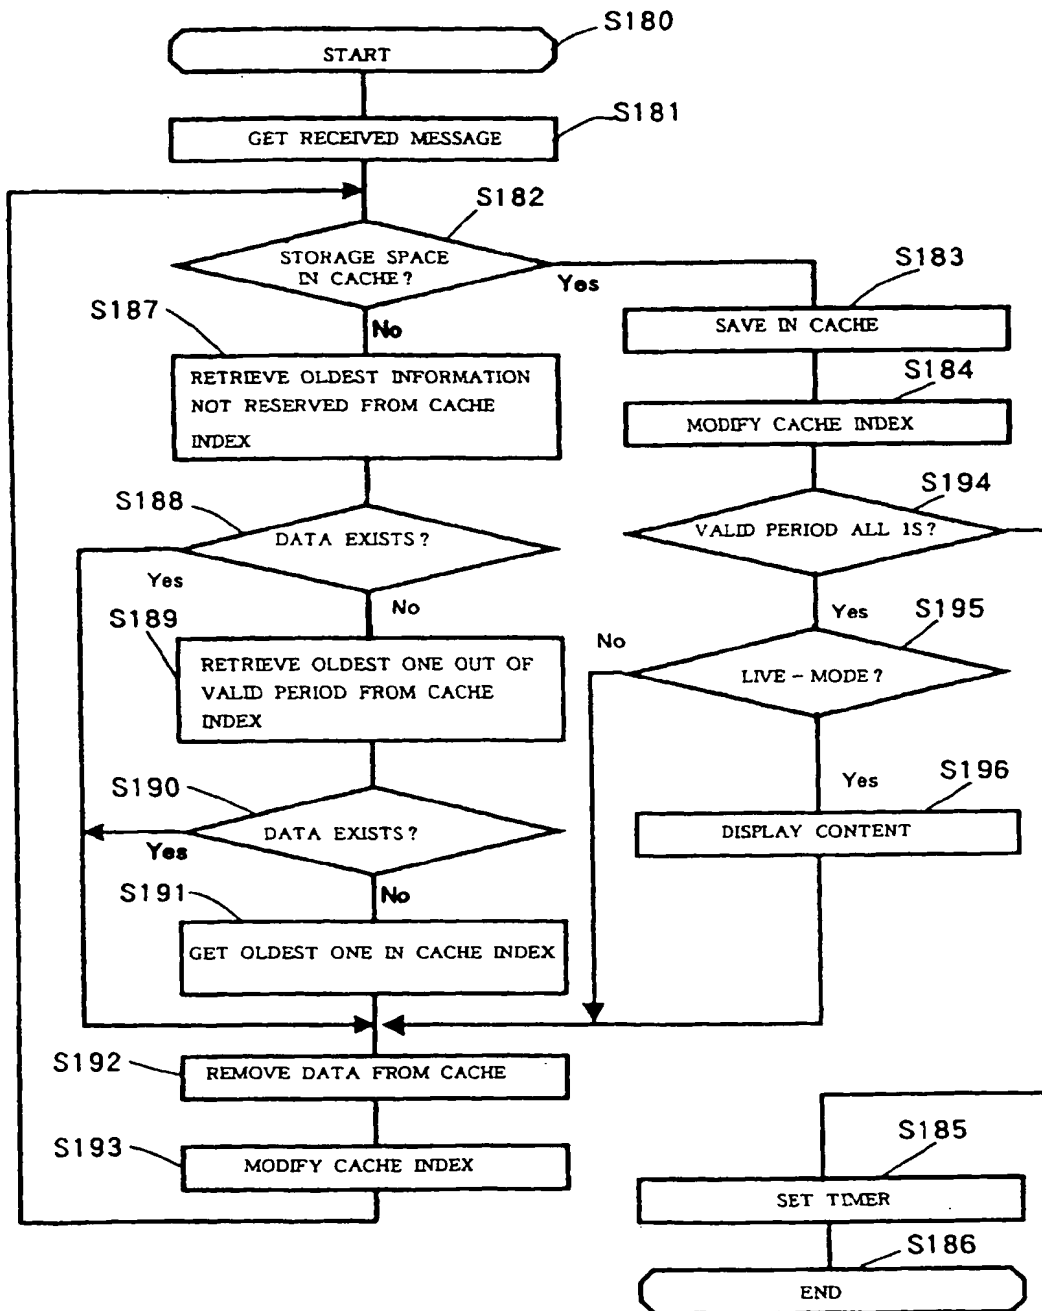 S180
START
S181
GET RECEIVED MESSAGE
S182
STORAGE SPACE
IN CACHE?
Yes
No
S183
SAVE IN CACHE
S187
RETRIEVE OLDEST INFORMATION
NOT RESERVED FROM CACHE
INDEX
S184
MODIFY CACHE INDEX
S188
DATA EXISTS?
Yes
No
S194
VALID PERIOD ALL 1S?
Yes
S189
RETRIEVE OLDEST ONE OUT OF
VALID PERIOD FROM CACHE
INDEX
S195
No
LIVE-MODE?
Yes
S190
DATA EXISTS?
Yes
No
S196
DISPLAY CONTENT
S191
GET OLDEST ONE IN CACHE INDEX
S192
REMOVE DATA FROM CACHE
S193
MODIFY CACHE INDEX
S185
SET TIMER
S186
END